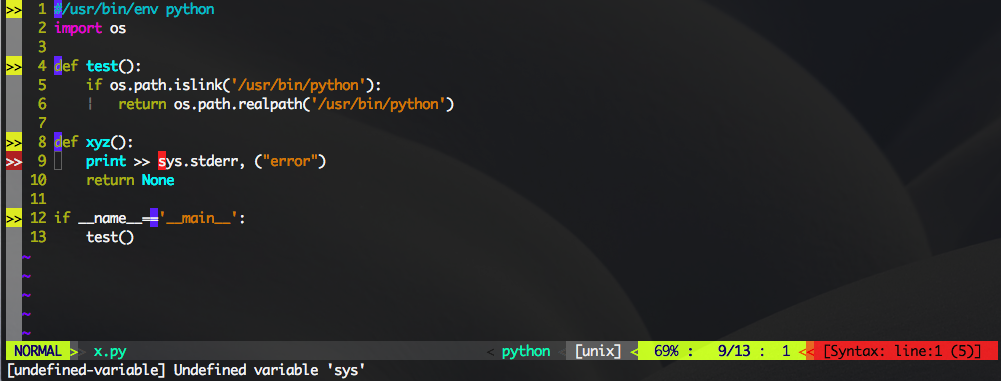 >> 1 #/usr/bin/env python
2 import os
3
>> 4 def test():
5 if os.path.islink('/usr/bin/python'):
6 | return os.path.realpath('/usr/bin/python')
7
>> 8 def xyz():
>> 9 print >> sys.stderr, ("error")
10 return None
11
>> 12 if __name__=='__main__':
13 test()
~
~
~
~
~
NORMAL > > x.py < python < [unix] < 69% : 9/13 : 1 << [Syntax: line:1 (5)]
[undefined-variable] Undefined variable 'sys'